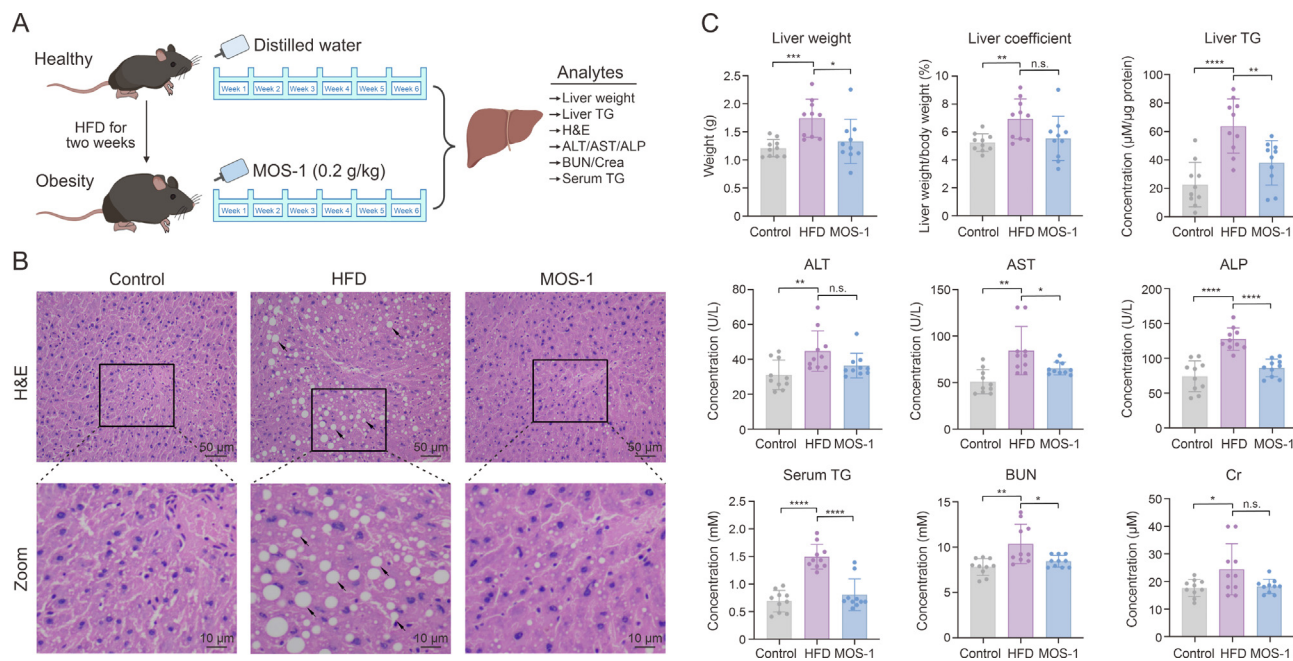 A
Healthy
Distilled water
Week 1 Week 2 Week 3 Week 4 Week 5 Week 6
HFD for
two weeks
Obesity
MOS-1 (0.2 g/kg)
Week 1 Week 2 Week 3 Week 4 Week 5 Week 6
Analytes
→Liver weight
→Liver TG
→H&E
→ALT/AST/ALP
→BUN/Crea
→Serum TG
B
Control HFD MOS-1
H&E
50 μm 50 μm 50 μm
Zoom
10 μm 10 μm 10 μm
C
Liver weight
*** *
Weight (g)
2.5
2.0
1.5
1.0
0.5
0
Control HFD MOS-1
Liver coefficient
** n.s.
Liver weight/body weight (%)
10
8
6
4
2
0
Control HFD MOS-1
Liver TG
**** **
Concentration (μM/μg protein)
100
80
60
40
20
0
Control HFD MOS-1
ALT
** n.s.
Concentration (U/L)
80
60
40
20
0
Control HFD MOS-1
AST
** *
Concentration (U/L)
150
100
50
0
Control HFD MOS-1
ALP
**** ****
Concentration (U/L)
200
150
100
50
0
Control HFD MOS-1
Serum TG
**** ****
Concentration (mM)
2.5
2.0
1.5
1.0
0.5
0
Control HFD MOS-1
BUN
** *
Concentration (mM)
15
10
5
0
Control HFD MOS-1
Cr
* n.s.
Concentration (μM)
50
40
30
20
10
0
Control HFD MOS-1